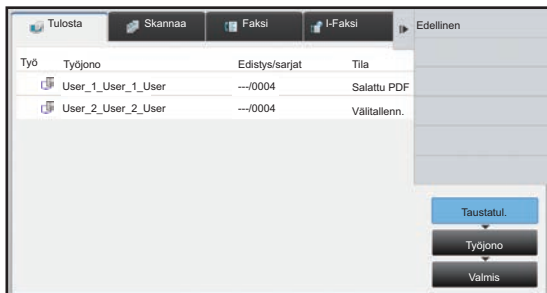 Tulosta Skannaa Faksi I-Faksi Edellinen
Työ Työjono Edistys/sarjat Tila
User_1_User_1_User ---/0004 Salattu PDF
User_2_User_2_User ---/0004 Välitallenn.
Taustatul.
Työjono
Valmis